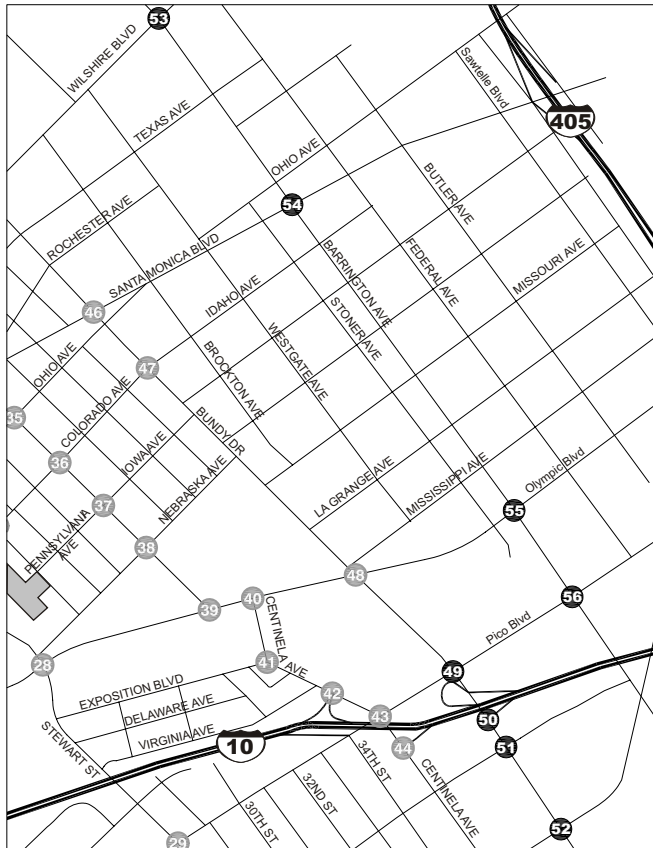 53
WILSHIRE BLVD
Sawtelle Blvd
405
TEXAS AVE
OHIO AVE
BUTLER AVE
54
ROCHESTER AVE
SANTA MONICA BLVD
BARRINGTON AVE
FEDERAL AVE
MISSOURI AVE
IDAHO AVE
STONER AVE
46
OHIO AVE
WESTGATE AVE
BROCKTON AVE
47
COLORADO AVE
35
BUNDY DR
IOWA AVE
36
NEBRASKA AVE
LA GRANGE AVE
MISSISSIPPI AVE
Olympic Blvd
37
55
PENNSYLVANIA
AVE
38
48
40
39
56
CENTINELA AVE
Pico Blvd
28
41
49
EXPOSITION BLVD
42
DELAWARE AVE
43
50
VIRGINIA AVE
10
44
51
STEWART ST
34TH ST
CENTINELA AVE
32ND ST
30TH ST
52
29